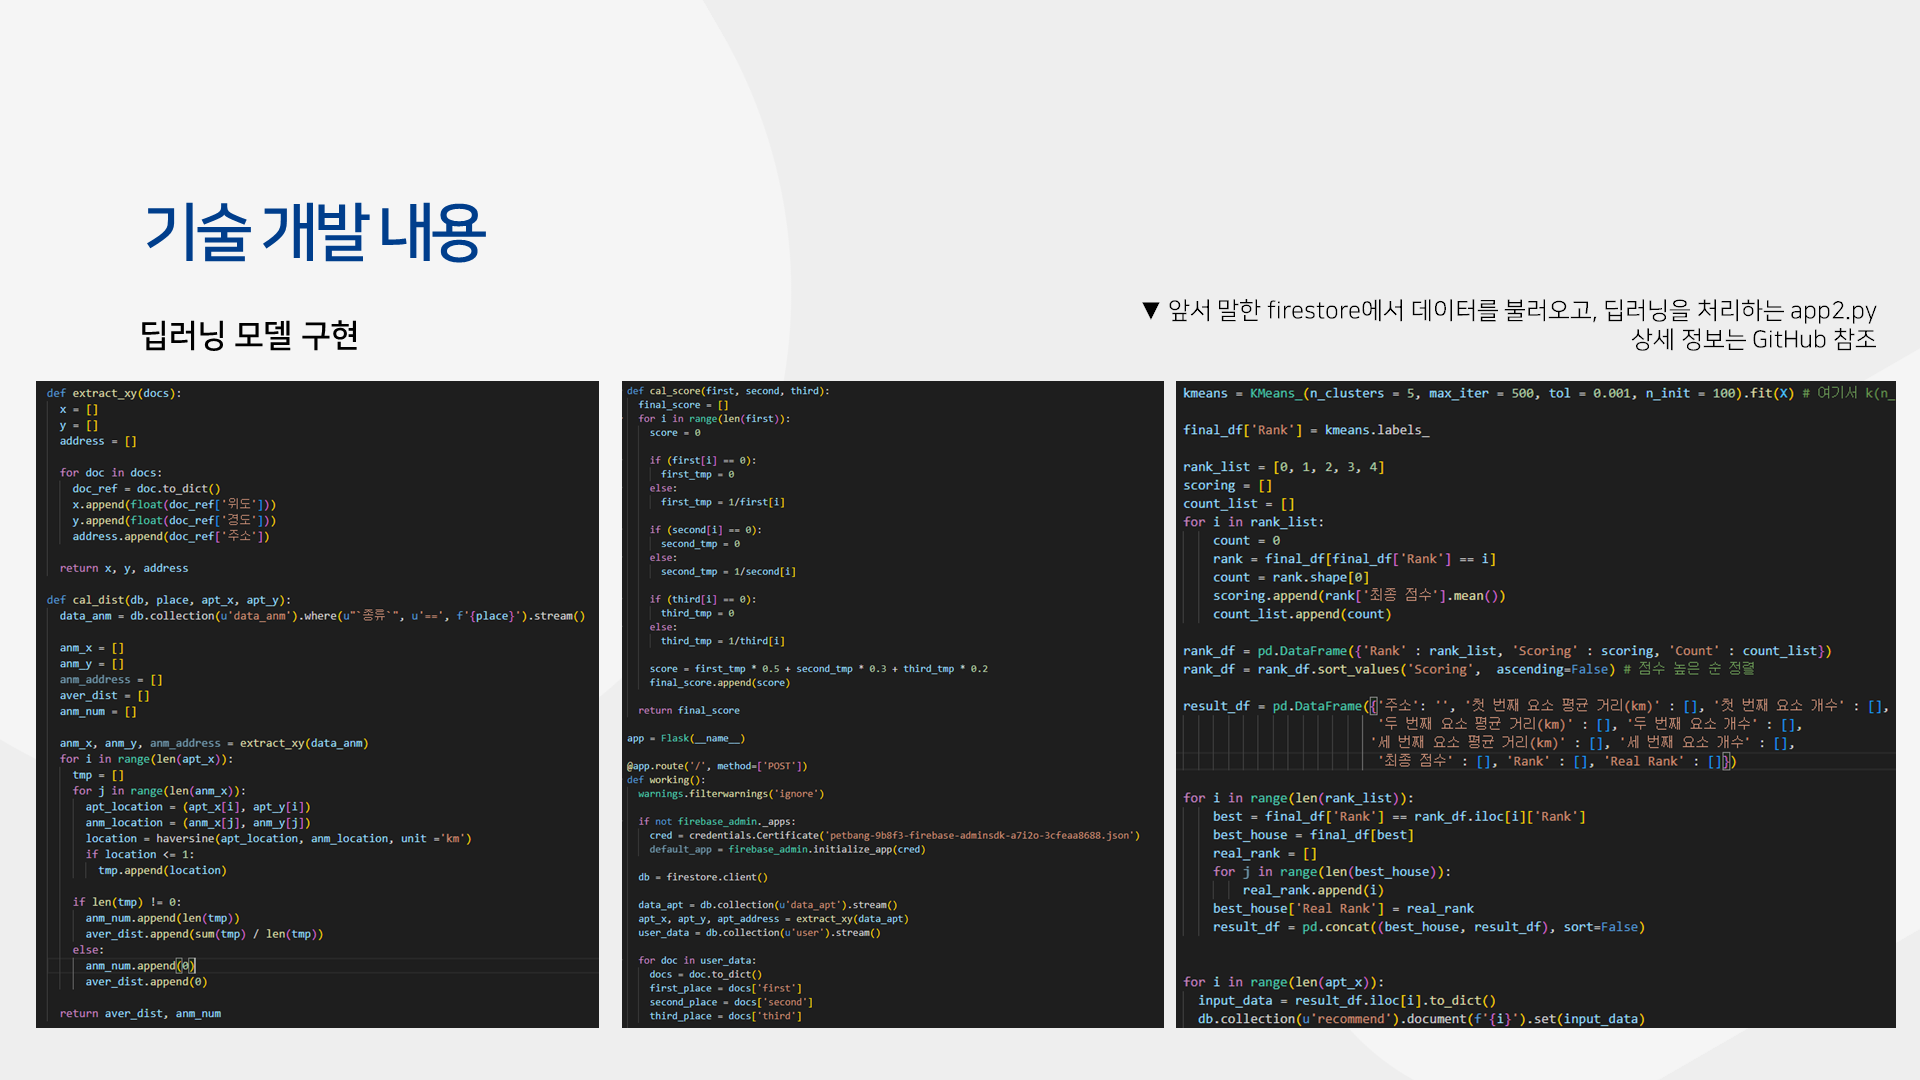 기술 개발 내용
딥러닝 모델 구현
▼ 앞서 말한 firestore에서 데이터를 불러오고, 딥러닝을 처리하는 app2.py
상세 정보는 GitHub 참조
def extract_xy(docs):
x = []
y = []
address = []
for doc in docs:
doc_ref = doc.to_dict()
x.append(float(doc_ref['위도']))
y.append(float(doc_ref['경도']))
address.append(doc_ref['주소'])
return x, y, address
def cal_dist(db, place, apt_x, apt_y):
data_anm = db.collection(u'data_anm').where(u"`종류`", u'==', f'{place}').stream()
anm_x = []
anm_y = []
anm_address = []
aver_dist = []
anm_num = []
anm_x, anm_y, anm_address = extract_xy(data_anm)
for i in range(len(apt_x)):
tmp = []
for j in range(len(anm_x)):
apt_location = (apt_x[i], apt_y[i])
anm_location = (anm_x[j], anm_y[j])
location = haversine(apt_location, anm_location, unit ='km')
if location <= 1:
tmp.append(location)
if len(tmp) != 0:
anm_num.append(len(tmp))
aver_dist.append(sum(tmp) / len(tmp))
else:
anm_num.append(0)
aver_dist.append(0)
return aver_dist, anm_num
def cal_score(first, second, third):
final_score = []
for i in range(len(first)):
score = 0
if (first[i] == 0):
first_tmp = 0
else:
first_tmp = 1/first[i]
if (second[i] == 0):
second_tmp = 0
else:
second_tmp = 1/second[i]
if (third[i] == 0):
third_tmp = 0
else:
third_tmp = 1/third[i]
score = first_tmp * 0.5 + second_tmp * 0.3 + third_tmp * 0.2
final_score.append(score)
return final_score
app = Flask(__name__)
@app.route('/', method=['POST'])
def working():
warnings.filterwarnings('ignore')
if not firebase_admin._apps:
cred = credentials.Certificate('petbang-9b8f3-firebase-adminsdk-a7i2o-3cfeaa8688.json')
default_app = firebase_admin.initialize_app(cred)
db = firestore.client()
data_apt = db.collection(u'data_apt').stream()
apt_x, apt_y, apt_address = extract_xy(data_apt)
user_data = db.collection(u'user').stream()
for doc in user_data:
docs = doc.to_dict()
first_place = docs['first']
second_place = docs['second']
third_place = docs['third']
kmeans = KMeans_(n_clusters = 5, max_iter = 500, tol = 0.001, n_init = 100).fit(X) # 여기서 k(n_
final_df['Rank'] = kmeans.labels_
rank_list = [0, 1, 2, 3, 4]
scoring = []
count_list = []
for i in rank_list:
count = 0
rank = final_df[final_df['Rank'] == i]
count = rank.shape[0]
scoring.append(rank['최종 점수'].mean())
count_list.append(count)
rank_df = pd.DataFrame({'Rank' : rank_list, 'Scoring' : scoring, 'Count' : count_list})
rank_df = rank_df.sort_values('Scoring', ascending=False) # 점수 높은 순 정렬
result_df = pd.DataFrame({'주소': '', '첫 번째 요소 평균 거리(km)' : [], '첫 번째 요소 개수' : [],
'두 번째 요소 평균 거리(km)' : [], '두 번째 요소 개수' : [],
'세 번째 요소 평균 거리(km)' : [], '세 번째 요소 개수' : [],
'최종 점수' : [], 'Rank' : [], 'Real Rank' : []})
for i in range(len(rank_list)):
best = final_df['Rank'] == rank_df.iloc[i]['Rank']
best_house = final_df[best]
real_rank = []
for j in range(len(best_house)):
real_rank.append(i)
best_house['Real Rank'] = real_rank
result_df = pd.concat((best_house, result_df), sort=False)
for i in range(len(apt_x)):
input_data = result_df.iloc[i].to_dict()
db.collection(u'recommend').document(f'{i}').set(input_data)